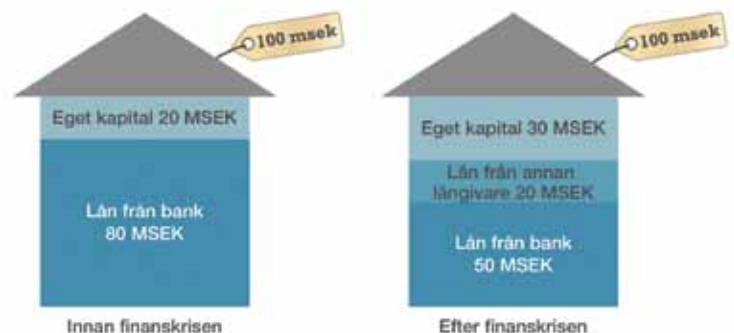 100 msek
Eget kapital 20 MSEK
Lån från bank
80 MSEK
Innan finanskrisen
100 msek
Eget kapital 30 MSEK
Lån från annan
långivare 20 MSEK
Lån från bank
50 MSEK
Efter finanskrisen